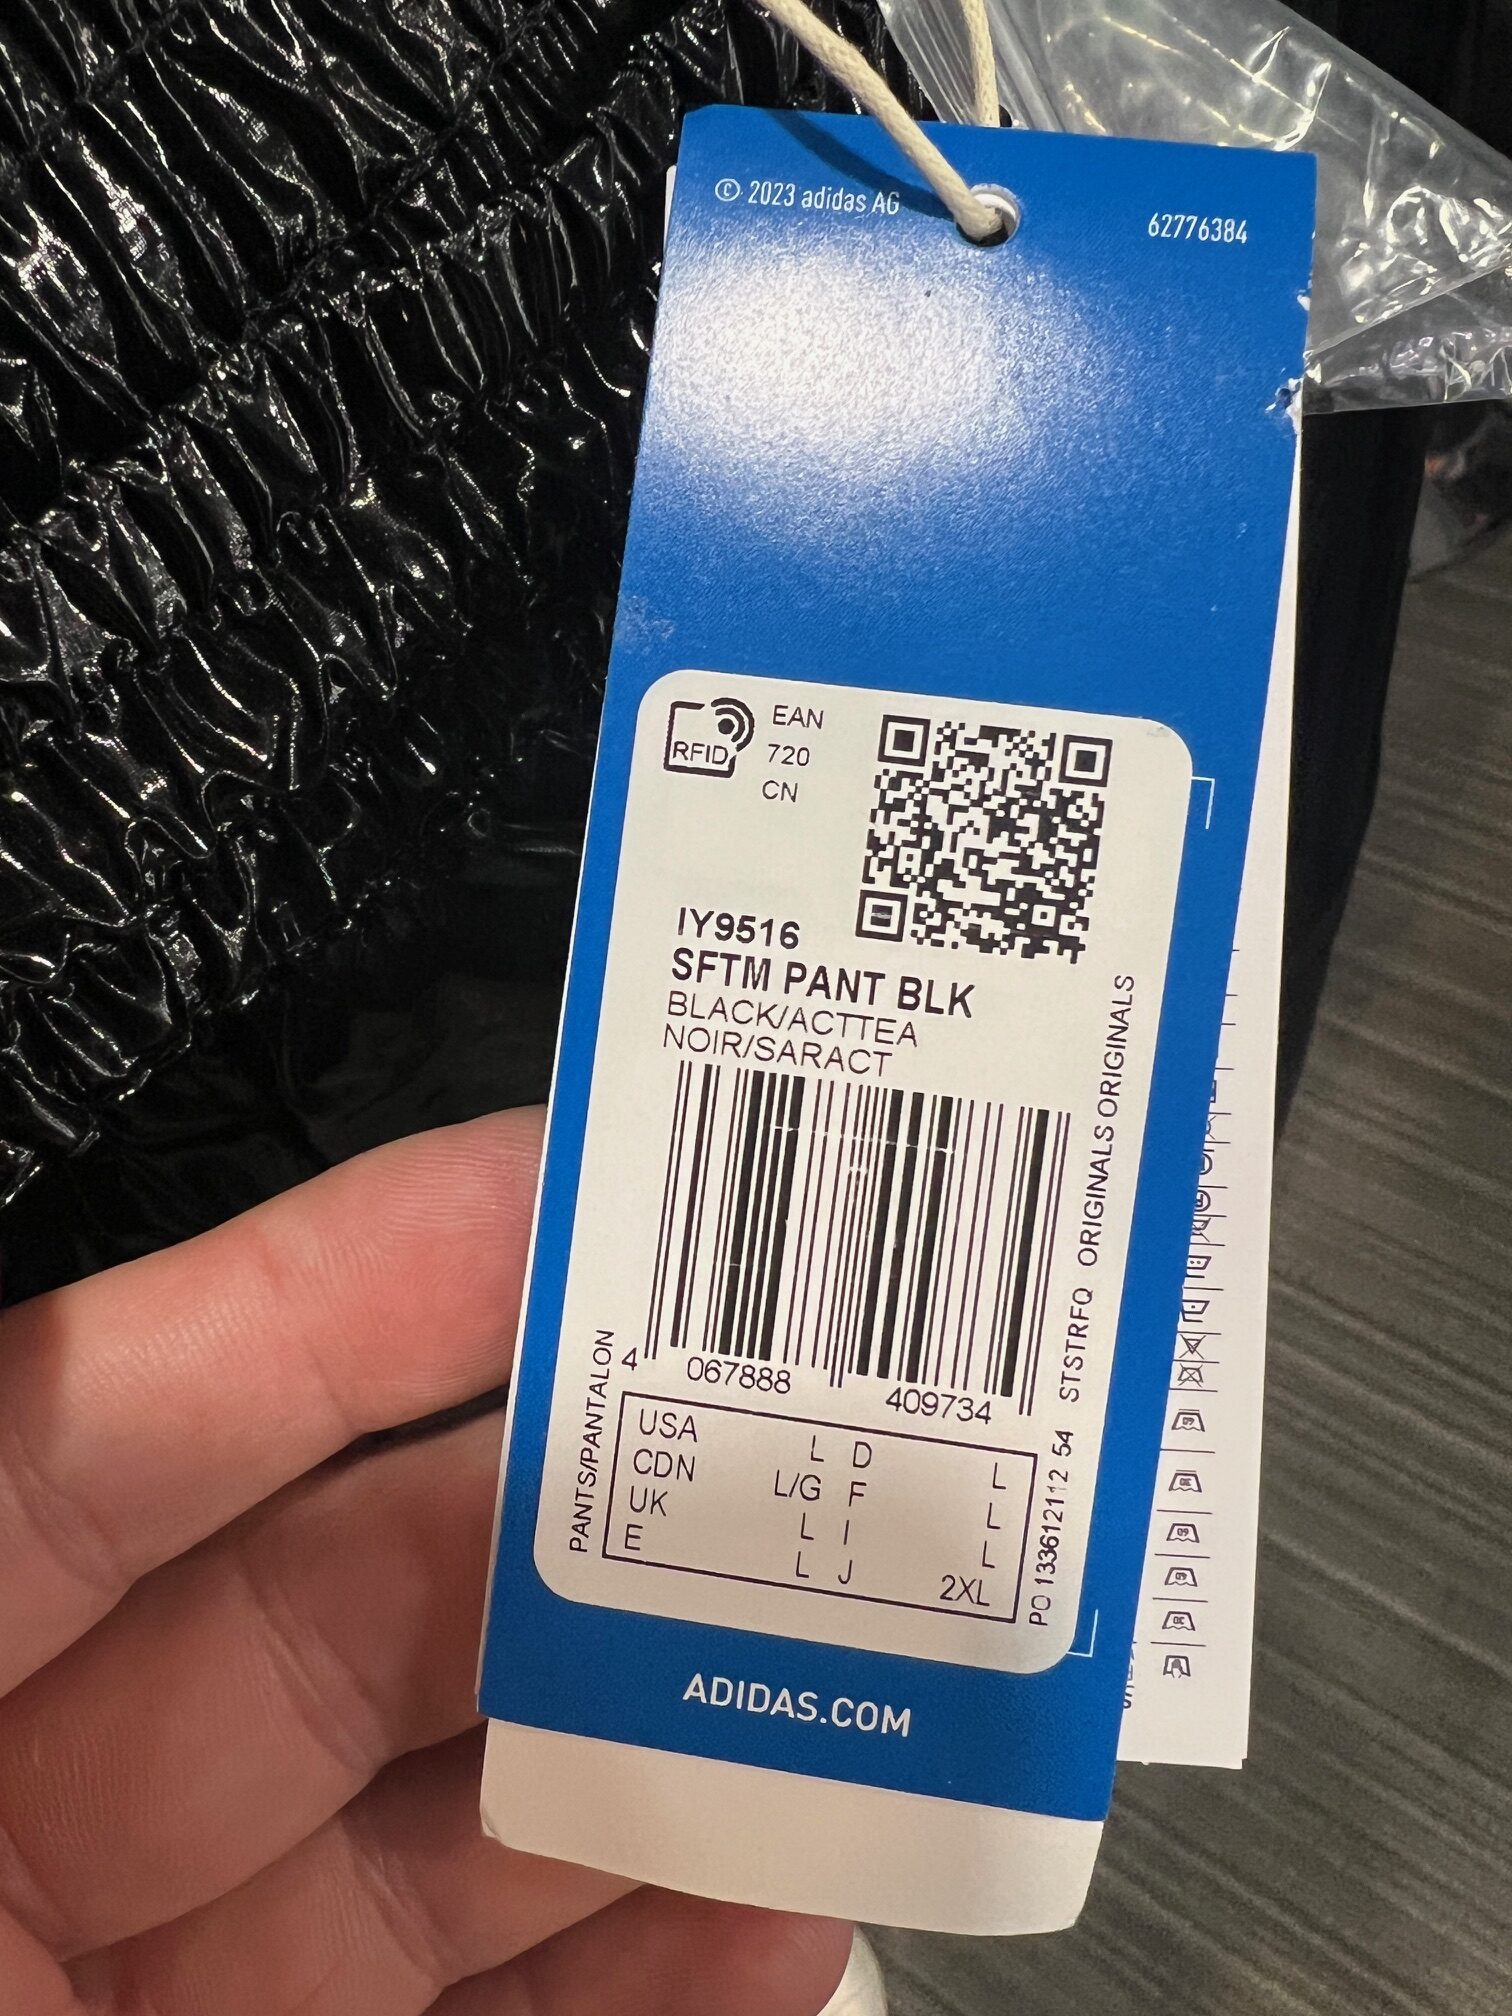 © 2023 adidas AG
62776384
RFID
EAN
720
CN
IY9516
SFTM PANT BLK
BLACK/ACTTEA
NOIR/SARACT
4 067888 409734
PANTS/PANTALON
USA L D L
CDN L/G F L
UK L I L
E L J 2XL
PO 133612112 54 STSTRFQ ORIGINALS ORIGINALS
ADIDAS.COM